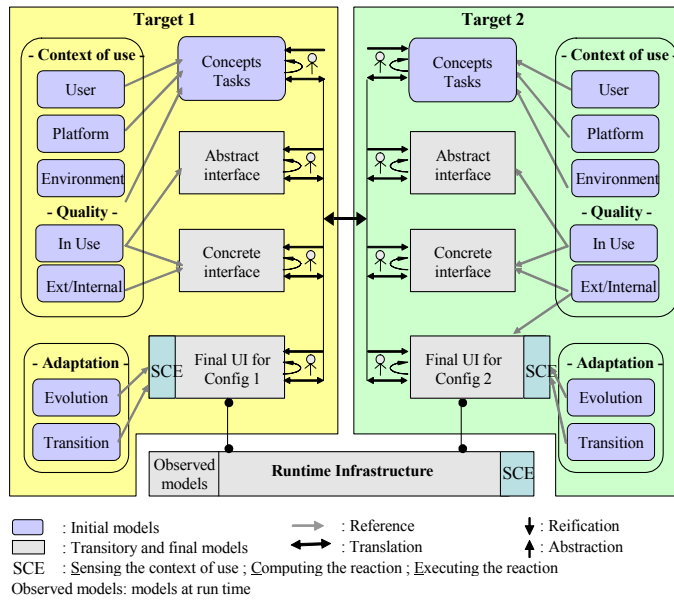 Target 1
- Context of use -
User
Platform
Environment
- Quality -
In Use
Ext/Internal
- Adaptation -
Evolution
Transition
Concepts
Tasks
Abstract
interface
Concrete
interface
SCE
Final UI for
Config 1
Target 2
Concepts
Tasks
Abstract
interface
Concrete
interface
Final UI for
Config 2
SCE
- Context of use-
User
Platform
Environment
- Quality -
In Use
Ext/Internal
- Adaptation -
Evolution
Transition
Observed
models
Runtime Infrastructure
SCE
: Initial models
: Reference
: Reification
: Transitory and final models
: Translation
: Abstraction
SCE : Sensing the context of use ; Computing the reaction ; Executing the reaction
Observed models: models at run time